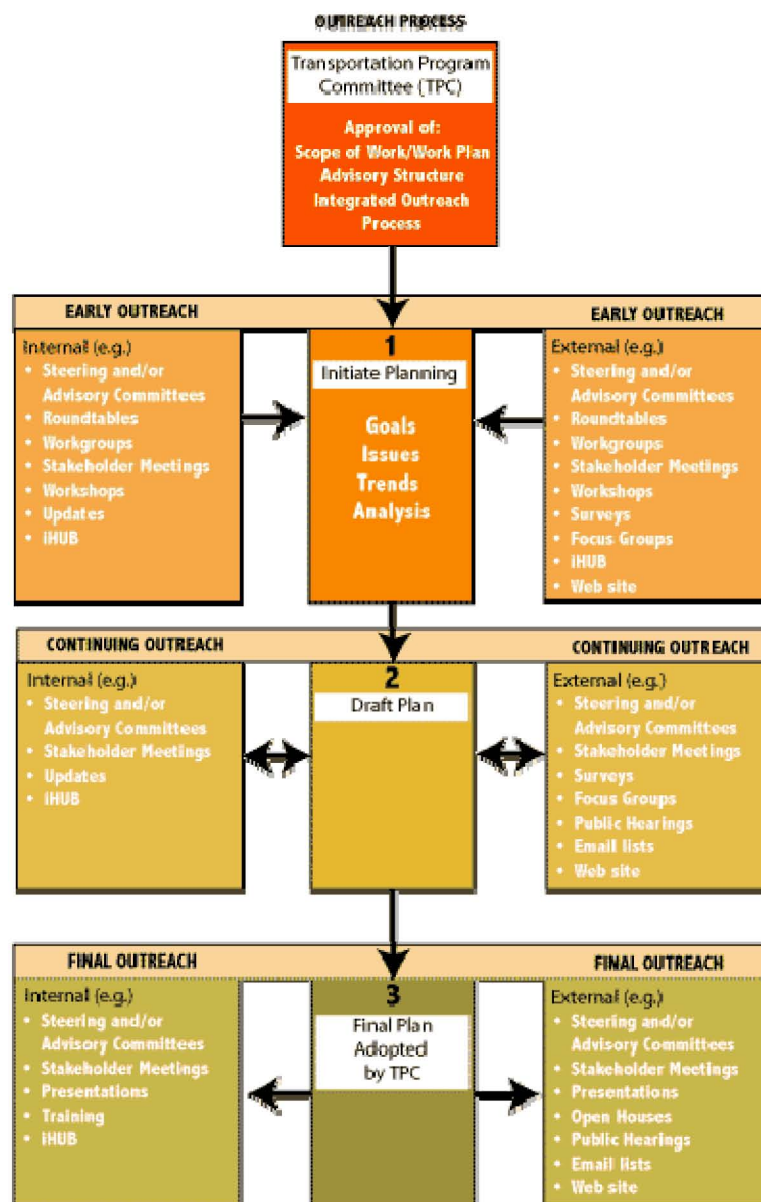 OUTREACH PROCESS
Transportation Program
Committee (TPC)
Approval of:
Scope of Work/Work Plan
Advisory Structure
Integrated Outreach
Process
EARLY OUTREACH
Internal (e.g.)
• Steering and/or
Advisory Committees
• Roundtables
• Workgroups
• Stakeholder Meetings
• Workshops
• Updates
• iHUB
1
Initiate Planning
Goals
Issues
Trends
Analysis
EARLY OUTREACH
External (e.g.)
• Steering and/or
Advisory Committees
• Roundtables
• Workgroups
• Stakeholder Meetings
• Workshops
• Surveys
• Focus Groups
• iHUB
• Web site
CONTINUING OUTREACH
Internal (e.g.)
• Steering and/or
Advisory Committees
• Stakeholder Meetings
• Updates
• iHUB
2
Draft Plan
CONTINUING OUTREACH
External (e.g.)
• Steering and/or
Advisory Committees
• Stakeholder Meetings
• Surveys
• Focus Groups
• Public Hearings
• Email lists
• Web site
FINAL OUTREACH
Internal (e.g.)
• Steering and/or
Advisory Committees
• Stakeholder Meetings
• Presentations
• Training
• iHUB
3
Final Plan
Adopted
by TPC
FINAL OUTREACH
External (e.g.)
• Steering and/or
Advisory Committees
• Stakeholder Meetings
• Presentations
• Open Houses
• Public Hearings
• Email lists
• Web site